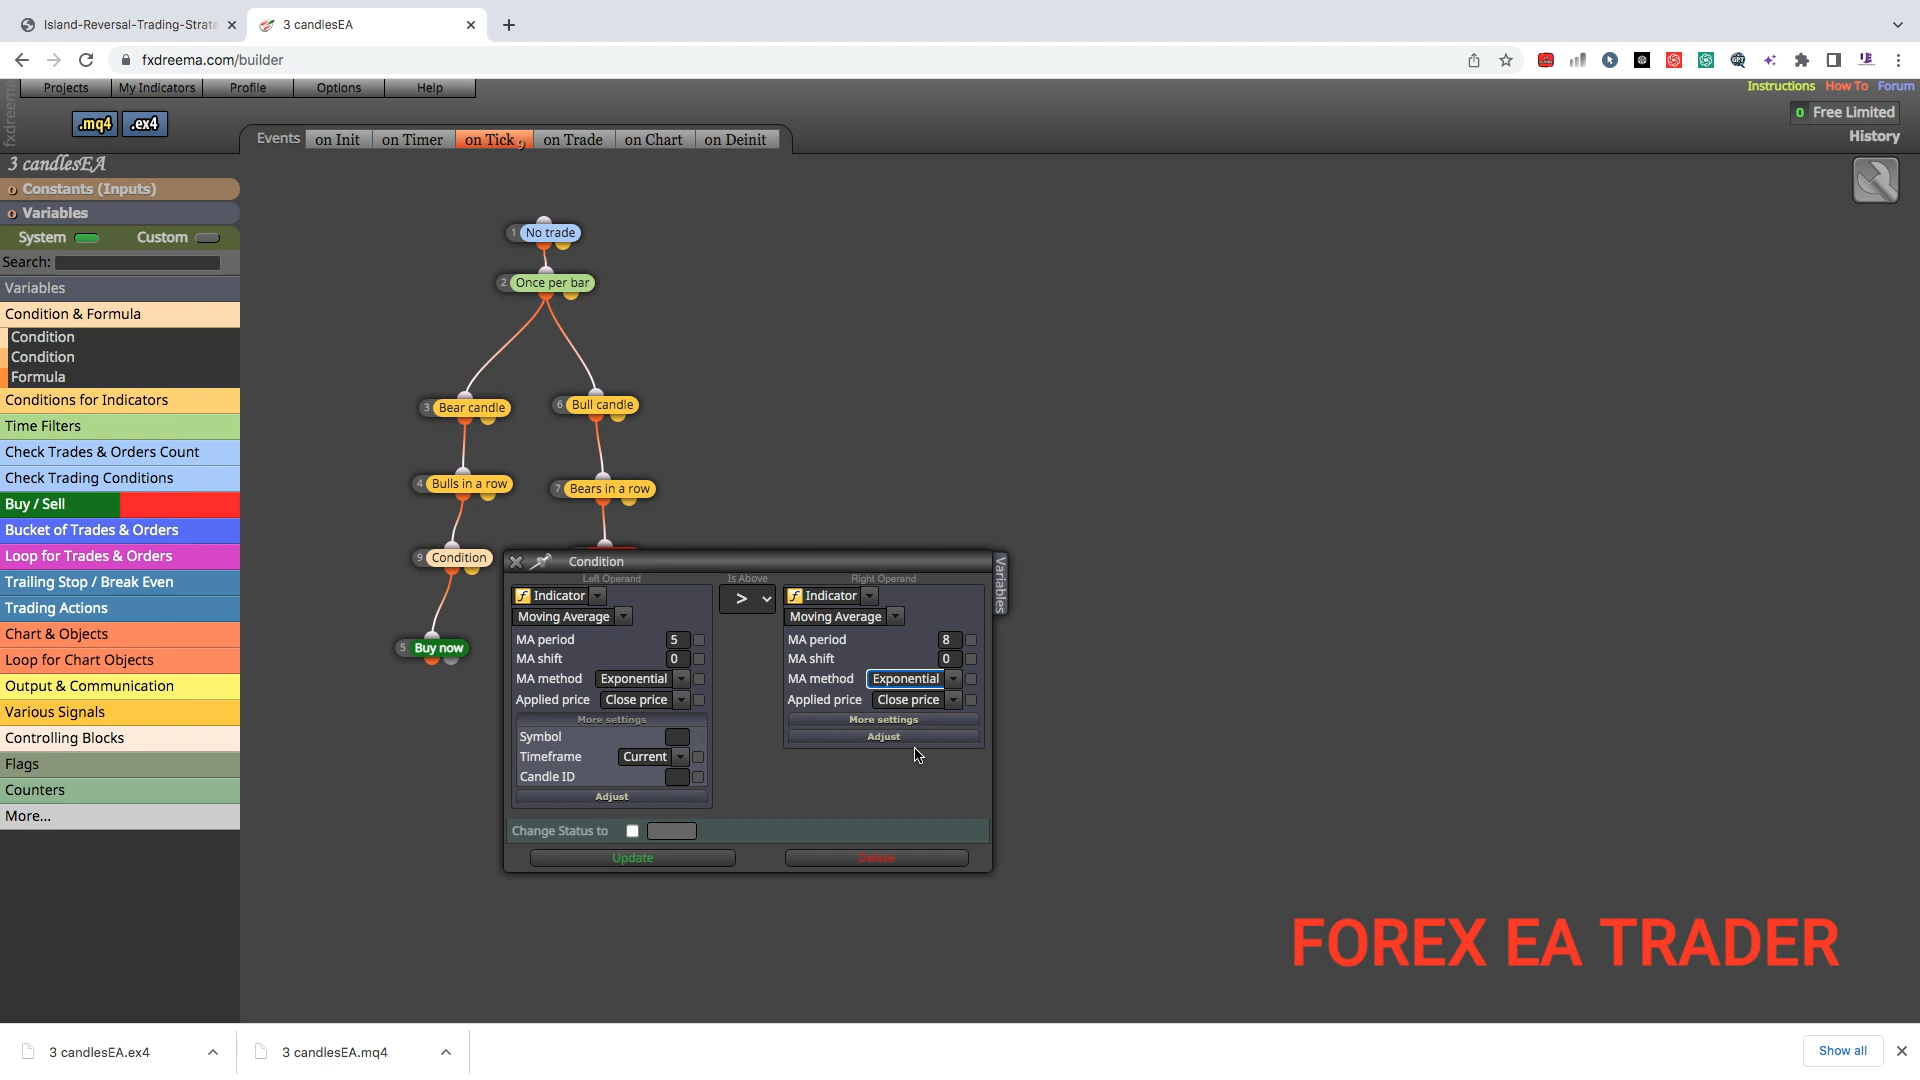 Island-Reversal-Trading-Strate
3 candlesEA
fxdreema.com/builder
Projects
My Indicators
Profile
Options
Help
Instructions
How To
Forum
fxdreema
.mq4
.ex4
0 Free Limited
History
Events
on Init
on Timer
on Tick 9
on Trade
on Chart
on Deinit
3 candlesEA
o Constants (Inputs)
o Variables
System
Custom
Search:
Variables
Condition & Formula
Condition
Condition
Formula
Conditions for Indicators
Time Filters
Check Trades & Orders Count
Check Trading Conditions
Buy / Sell
Bucket of Trades & Orders
Loop for Trades & Orders
Trailing Stop / Break Even
Trading Actions
Chart & Objects
Loop for Chart Objects
Output & Communication
Various Signals
Controlling Blocks
Flags
Counters
More...
1 No trade
2 Once per bar
3 Bear candle
6 Bull candle
4 Bulls in a row
7 Bears in a row
9 Condition
5 Buy now
Condition
Left Operand
Is Above
Right Operand
Variables
f Indicator
>
f Indicator
Moving Average
Moving Average
MA period 5
MA period 8
MA shift 0
MA shift 0
MA method Exponential
MA method Exponential
Applied price Close price
Applied price Close price
More settings
More settings
Symbol
Adjust
Timeframe Current
Candle ID
Adjust
Change Status to
Update
Delete
FOREX EA TRADER
3 candlesEA.ex4
3 candlesEA.mq4
Show all